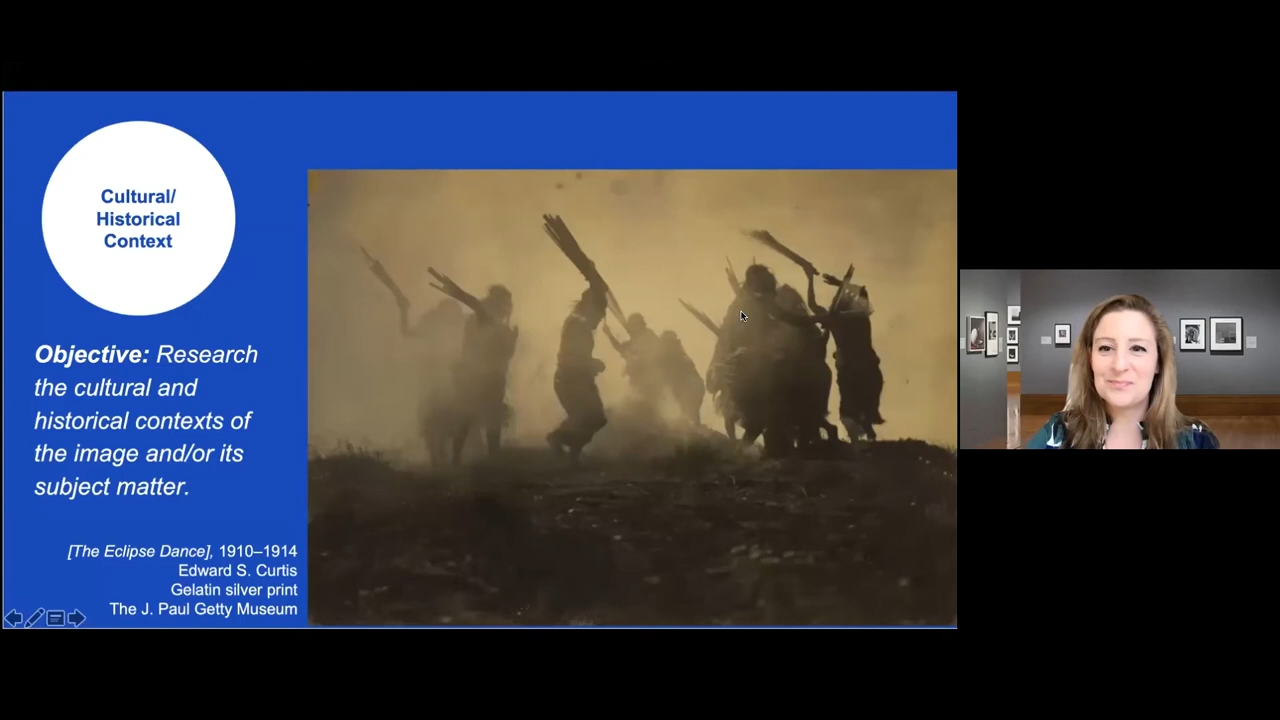 Cultural/
Historical
Context
Objective: Research
the cultural and
historical contexts of
the image and/or its
subject matter.
[The Eclipse Dance], 1910–1914
Edward S. Curtis
Gelatin silver print
The J. Paul Getty Museum